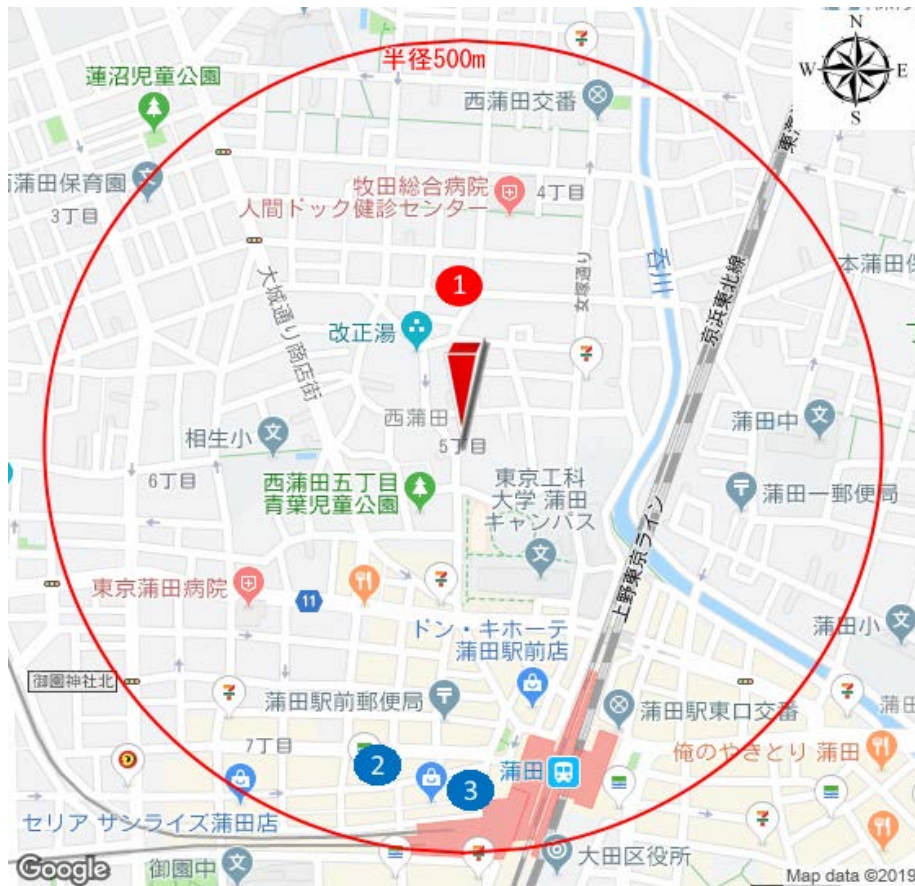 N
W E
S
半径500m
蓮沼児童公園
西蒲田交番
蒲田保育園
3丁目
牧田総合病院
人間ドック健診センター
4丁目
大城通り商店街
女塚通り
呑川
京浜東北線
本蒲田保
1
改正湯
西蒲田
5丁目
相生小
蒲田中
6丁目
西蒲田五丁目
青葉児童公園
東京工科
大学 蒲田
キャンパス
蒲田一郵便局
上野東京ライン
東京蒲田病院
11
ドン・キホーテ
蒲田駅前店
蒲田小
御園神社北
蒲田駅前郵便局
蒲田駅東口交番
蒲田
7丁目
俺のやきとり 蒲田
2
3
蒲田
セリア サンライズ蒲田店
御園中
大田区役所
Google
Map data ©2019